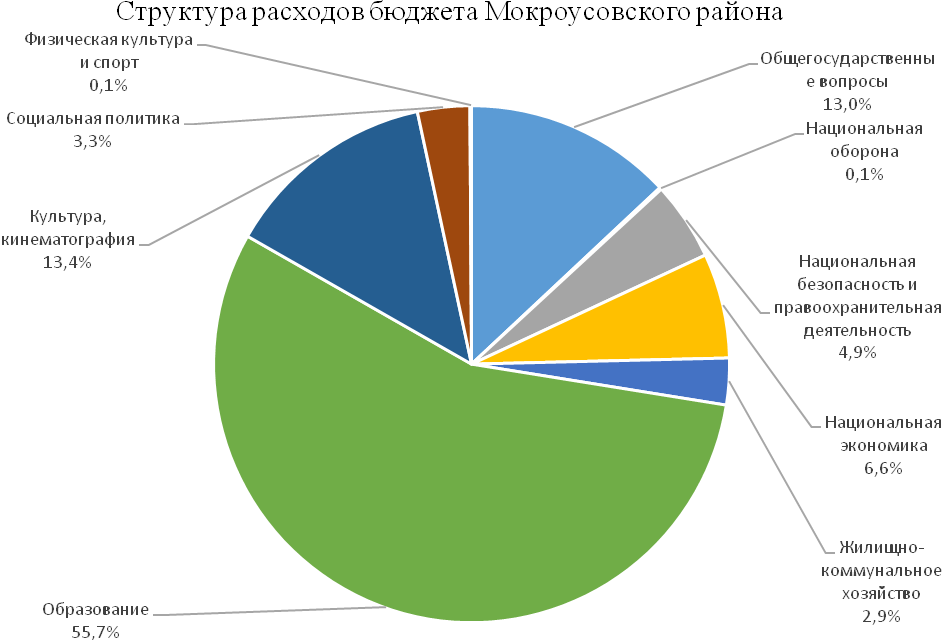 Структура расходов бюджета Мокроусовского района
Физическая культура
и спорт
0,1%
Социальная политика
3,3%
Культура,
кинематография
13,4%
Образование
55,7%
Общегосударственны
е вопросы
13,0%
Национальная
оборона
0,1%
Национальная
безопасность и
правоохранительная
деятельность
4,9%
Национальная
экономика
6,6%
Жилищно-
коммунальное
хозяйство
2,9%